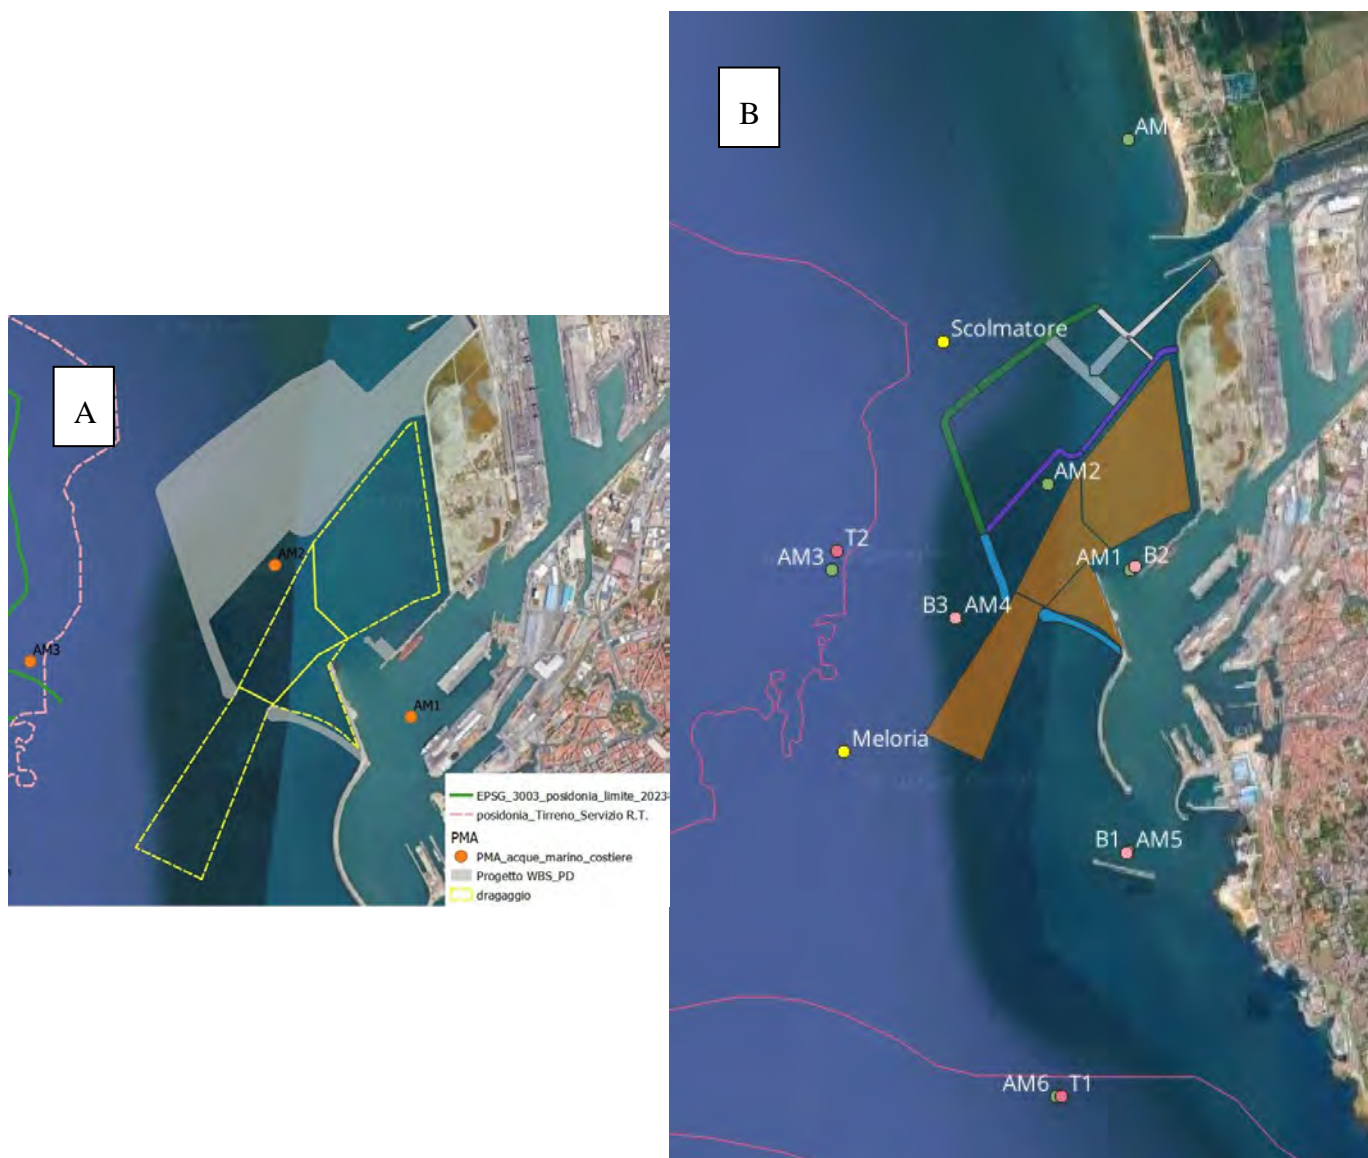 A
AM2
AM3
AM1
EPSG_3003_posidonia_limite_2023
posidonia_Tirreno_Servizio R.T.
PMA
PMA_acque_marino_costiere
Progetto WBS_PD
dragaggio
B
AM7
Scolmatore
AM2
T2
AM3
AM1 B2
B3 AM4
Meloria
B1 AM5
AM6 T1